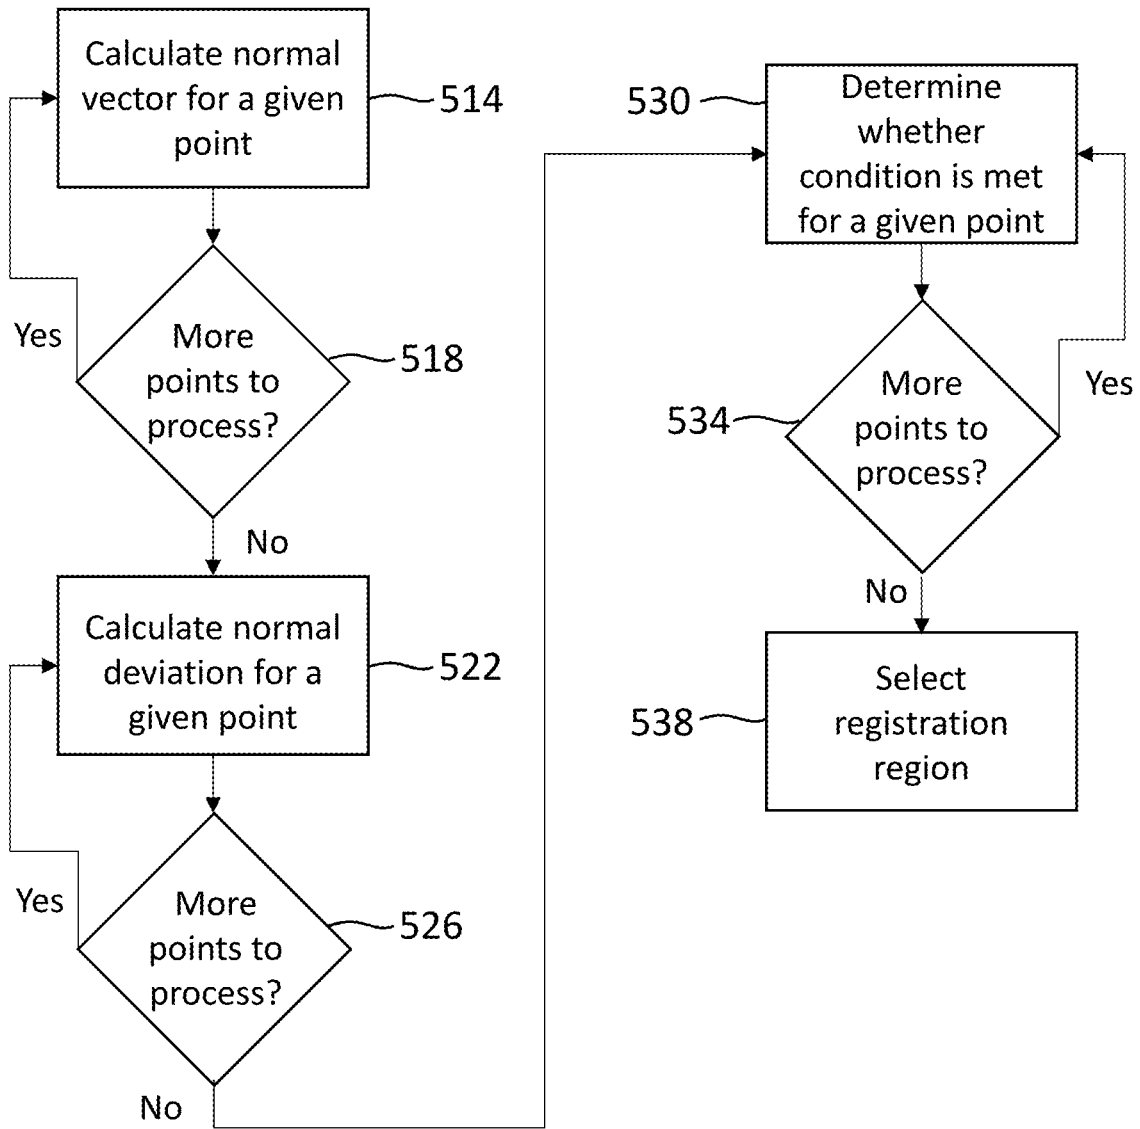 Calculate normal
vector for a given
point
514
Yes
More
points to
process?
518
No
Calculate normal
deviation for a
given point
522
Yes
More
points to
process?
526
No
530
Determine
whether
condition is met
for a given point
534
More
points to
process?
Yes
No
538
Select
registration
region